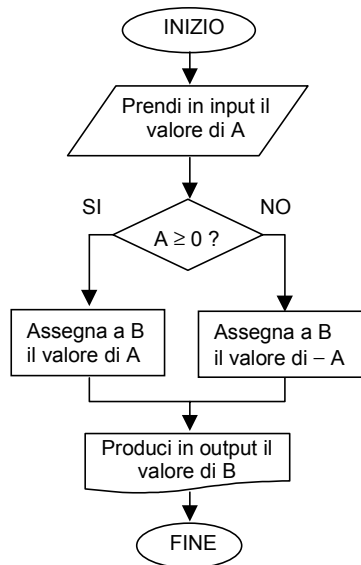 INIZIO
Prendi in input il
valore di A
SI
NO
A ≥ 0 ?
Assegna a B
il valore di A
Assegna a B
il valore di – A
Produci in output il
valore di B
FINE